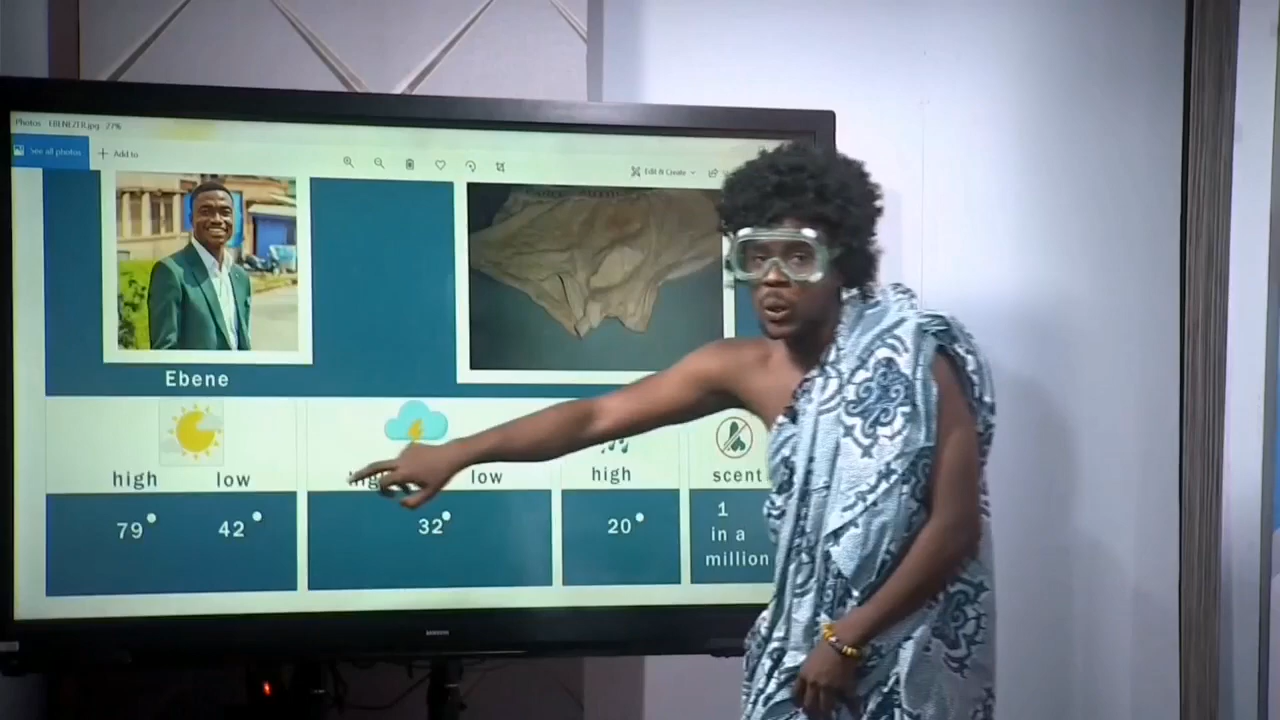 Photos EBENEZER.jpg - 27%
See all photos
Add to
Edit & Create
Ebene
high low
low
high
scent
79° 42°
32°
20°
1
in a
million
SAMSUNG